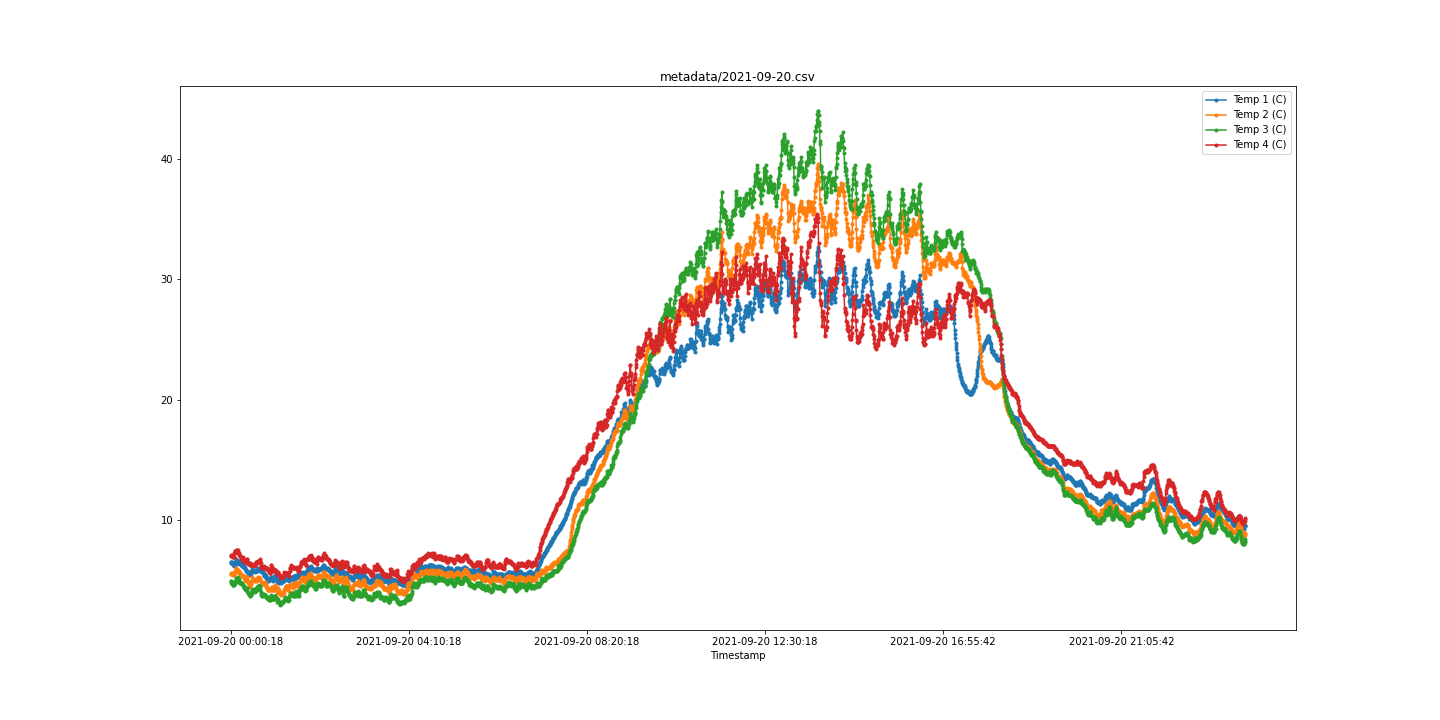 metadata/2021-09-20.csv
Temp 1 (C)
Temp 2 (C)
Temp 3 (C)
Temp 4 (C)
40
30
20
10
2021-09-20 00:00:18
2021-09-20 04:10:18
2021-09-20 08:20:18
2021-09-20 12:30:18
2021-09-20 16:55:42
2021-09-20 21:05:42
Timestamp